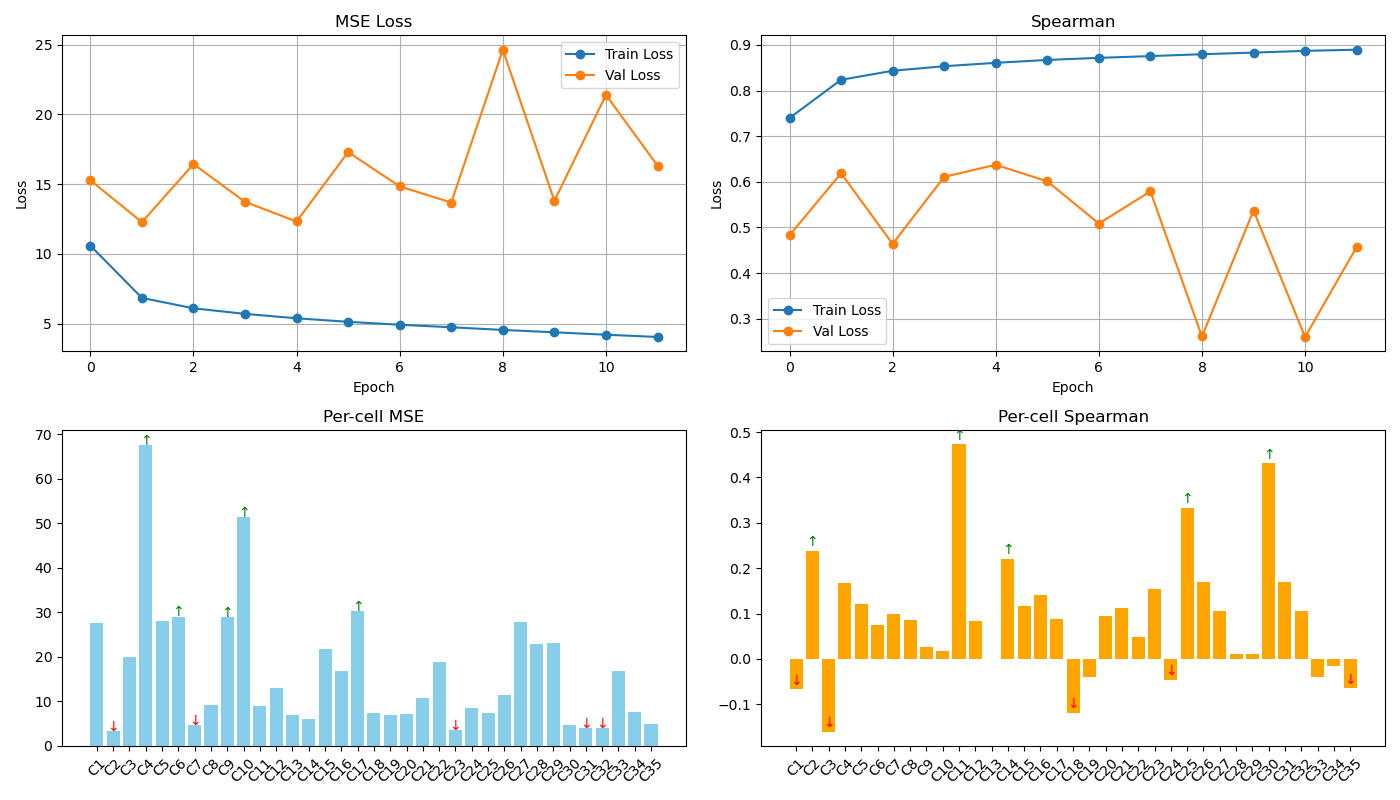 MSE Loss
25
20
15
10
5
Loss
0
2
4
6
8
10
Epoch
Train Loss
Val Loss
Spearman
0.9
0.8
0.7
0.6
0.5
0.4
0.3
Loss
0
2
4
6
8
10
Epoch
Train Loss
Val Loss
Per-cell MSE
70
60
50
40
30
20
10
0
↑
↓
↑
↑
↓
↑
↑
↑
↓
↓
↓
C1
C2
C3
C4
C5
C6
C7
C8
C9
C10
C11
C12
C13
C14
C15
C16
C17
C18
C19
C20
C21
C22
C23
C24
C25
C26
C27
C28
C29
C30
C31
C32
C33
C34
C35
Per-cell Spearman
0.5
0.4
0.3
0.2
0.1
0.0
−0.1
↓
↑
↓
↑
↑
↓
↓
↑
↑
↓
C1
C2
C3
C4
C5
C6
C7
C8
C9
C10
C11
C12
C13
C14
C15
C16
C17
C18
C19
C20
C21
C22
C23
C24
C25
C26
C27
C28
C29
C30
C31
C32
C33
C34
C35